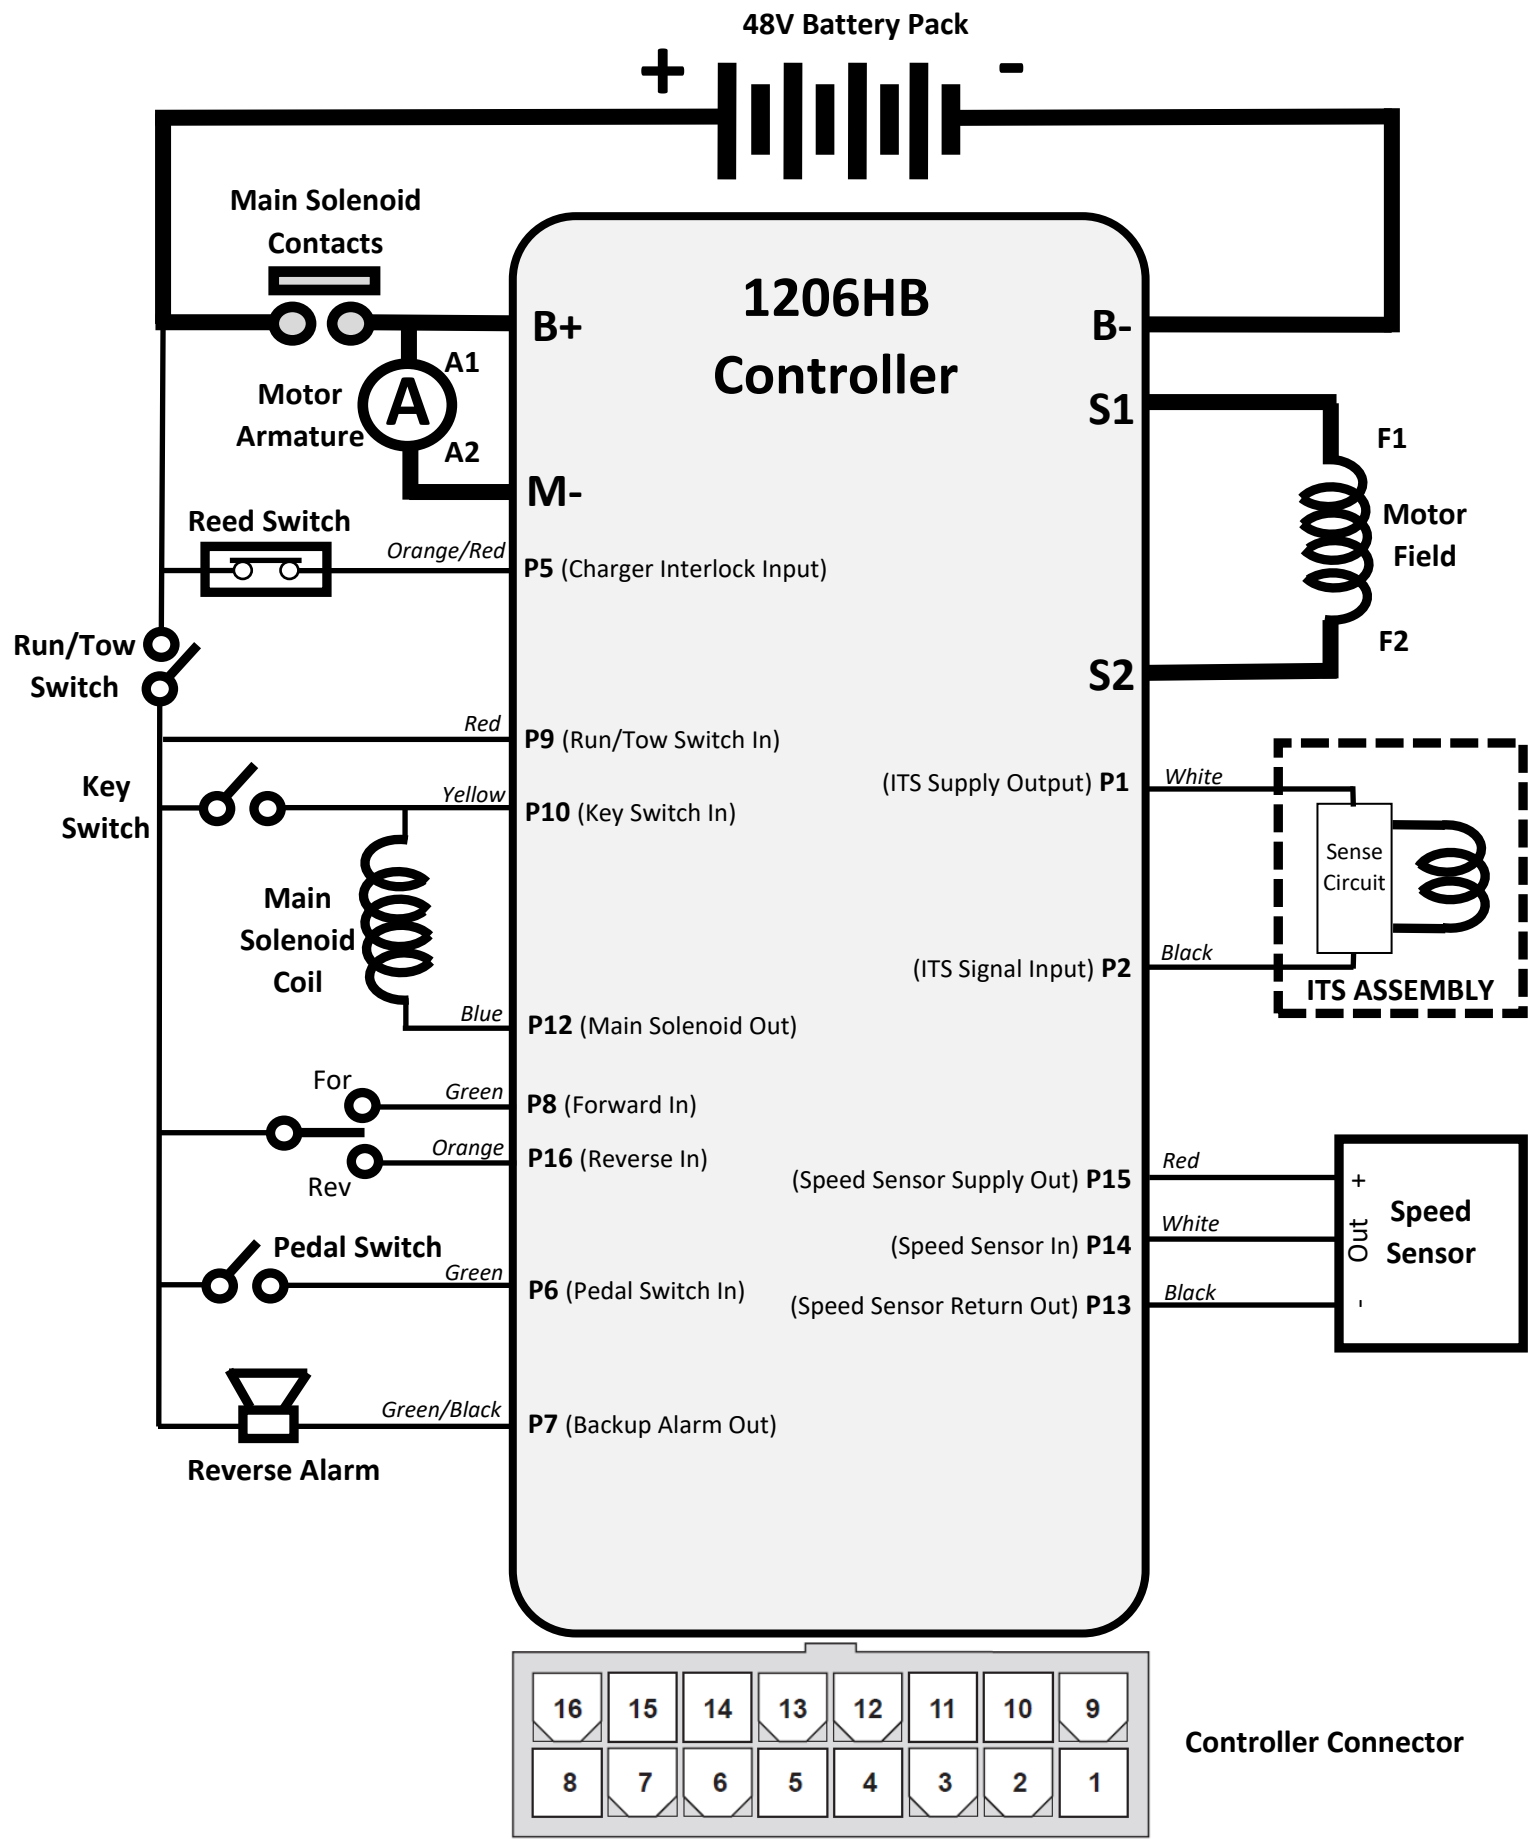 48V Battery Pack
+
-
Main Solenoid
Contacts
1206HB
Controller
B+
B-
A1
A
Motor
Armature
A2
M-
S1
F1
Motor
Field
F2
S2
Reed Switch
Orange/Red
P5 (Charger Interlock Input)
Run/Tow
Switch
Red
P9 (Run/Tow Switch In)
Key
Switch
Yellow
P10 (Key Switch In)
(ITS Supply Output) P1
White
Sense
Circuit
Main
Solenoid
Coil
(ITS Signal Input) P2
Black
ITS ASSEMBLY
Blue
P12 (Main Solenoid Out)
For
Green
P8 (Forward In)
Orange
P16 (Reverse In)
Rev
(Speed Sensor Supply Out) P15
Red
+
Speed
Sensor
White
Out
(Speed Sensor In) P14
Pedal Switch
Green
P6 (Pedal Switch In)
(Speed Sensor Return Out) P13
Black
-
Green/Black
P7 (Backup Alarm Out)
Reverse Alarm
16 15 14 13 12 11 10 9
8 7 6 5 4 3 2 1
Controller Connector